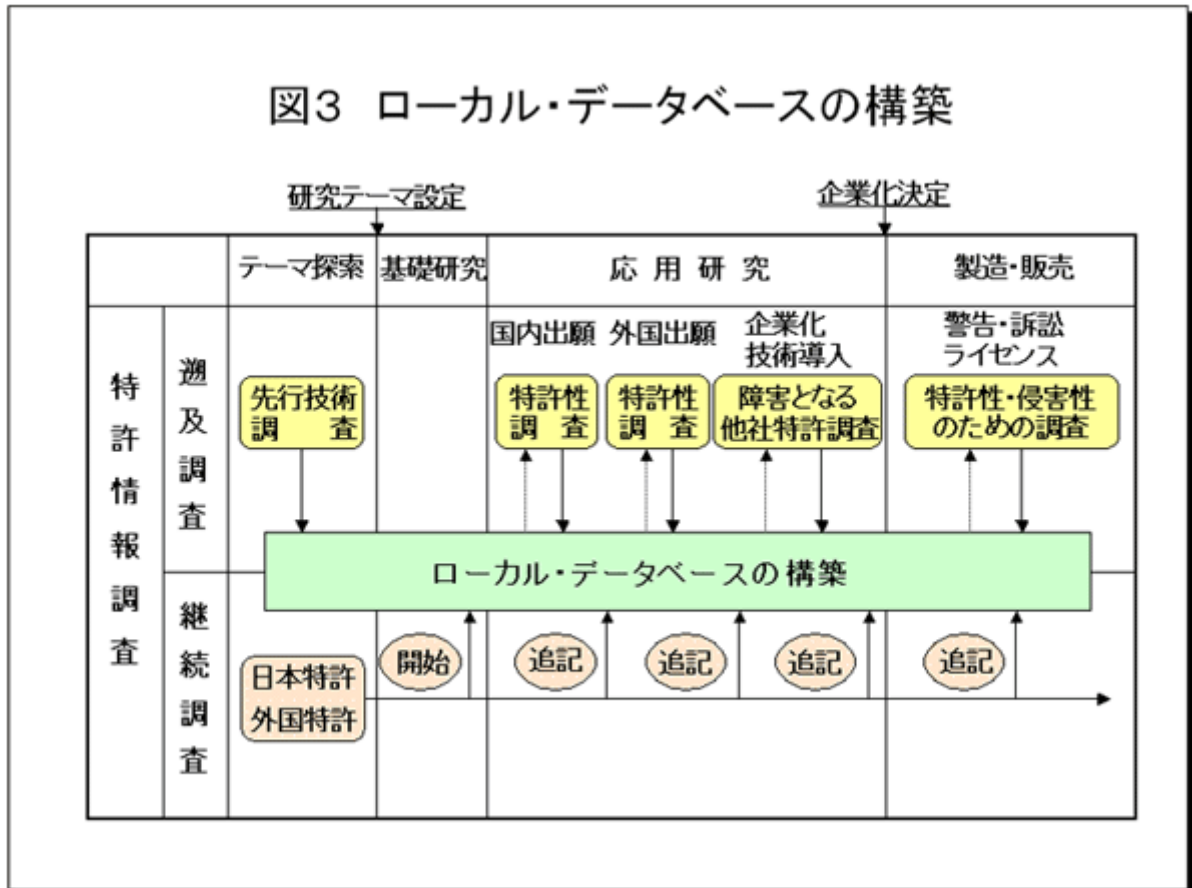 図3 ローカル・データベースの構築
研究テーマ設定
企業化決定
テーマ探索
基礎研究
応用研究
製造・販売
特許情報調査
遡及調査
国内出願
外国出願
企業化
技術導入
警告・訴訟
ライセンス
先行技術
調査
特許性
調査
特許性
調査
障害となる
他社特許調査
特許性・侵害性
のための調査
ローカル・データベースの構築
継続調査
開始
追記
追記
追記
追記
日本特許
外国特許